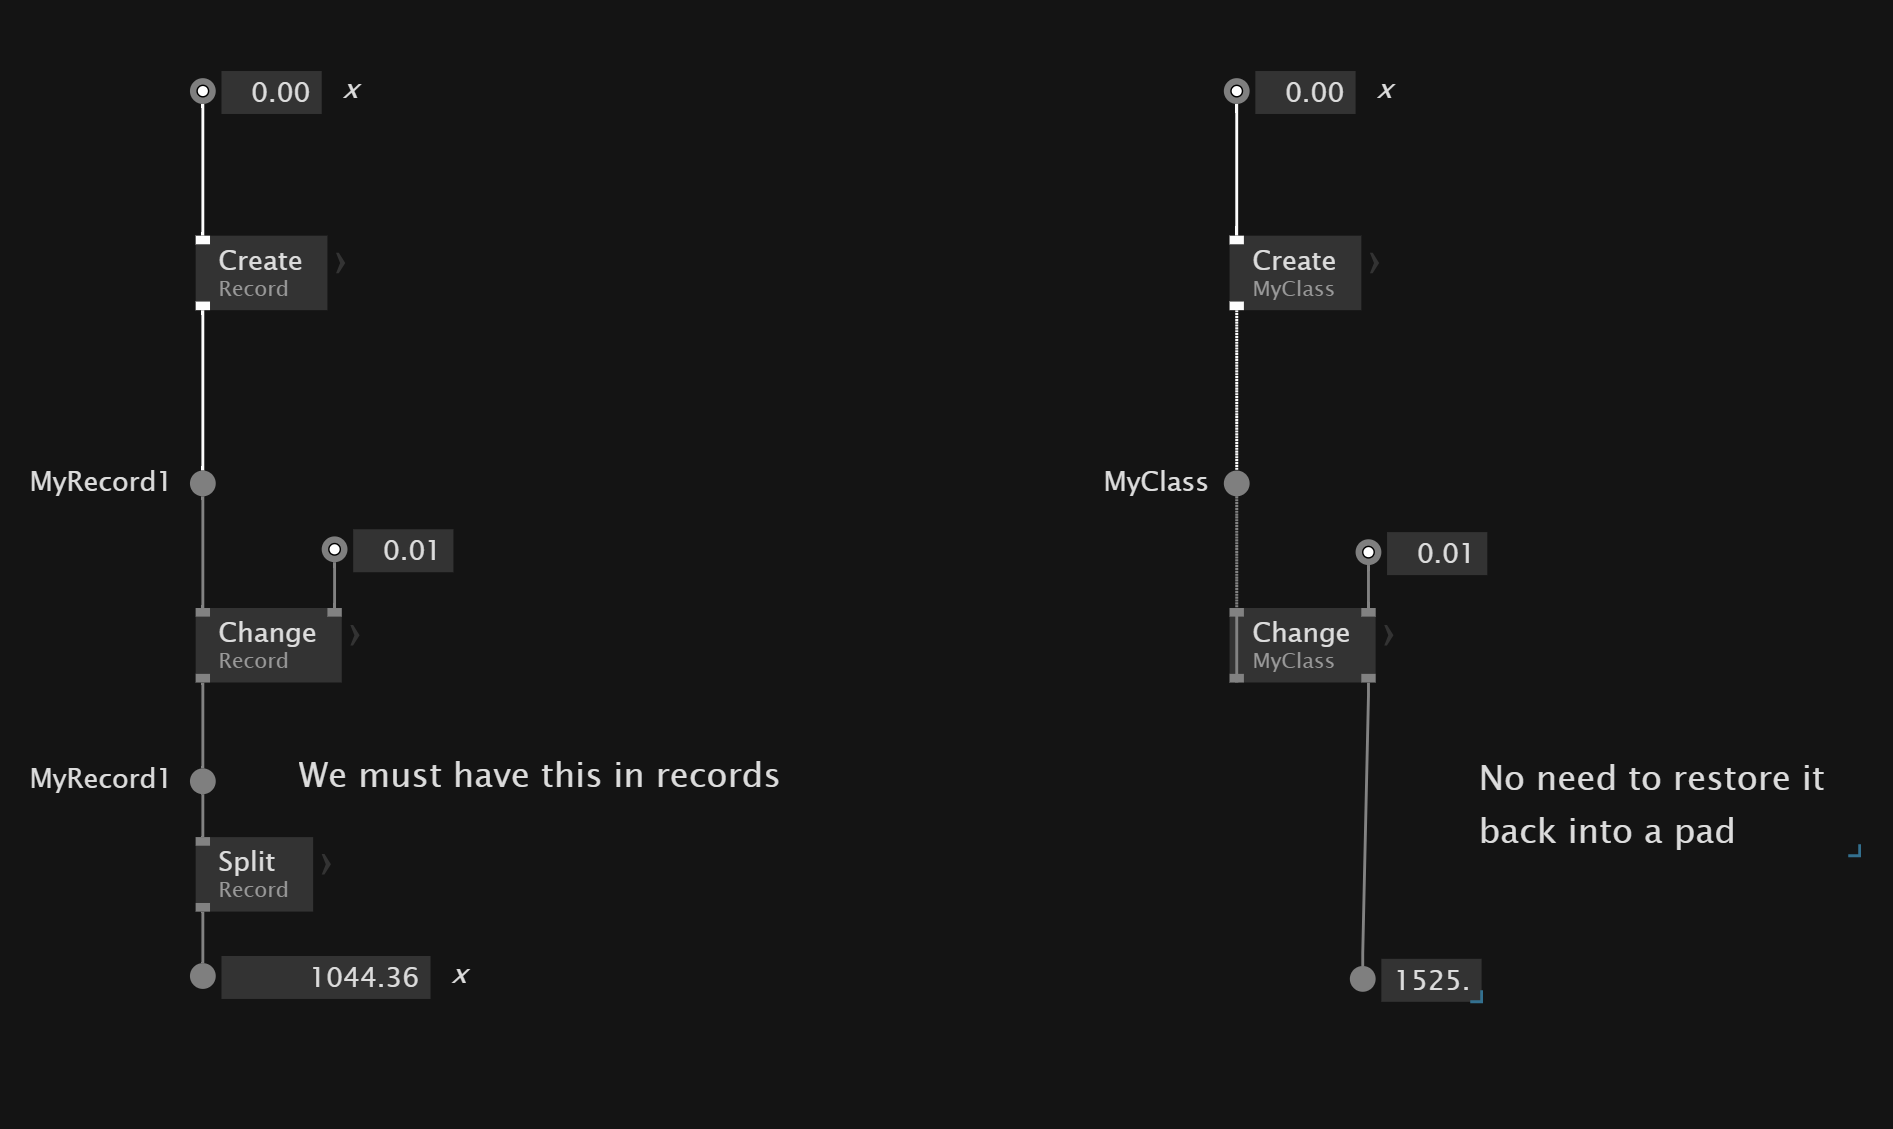 0.00 x
Create
Record
MyRecord1
0.01
Change
Record
MyRecord1
We must have this in records
Split
Record
1044.36 x
0.00 x
Create
MyClass
MyClass
0.01
Change
MyClass
No need to restore it
back into a pad
1525.